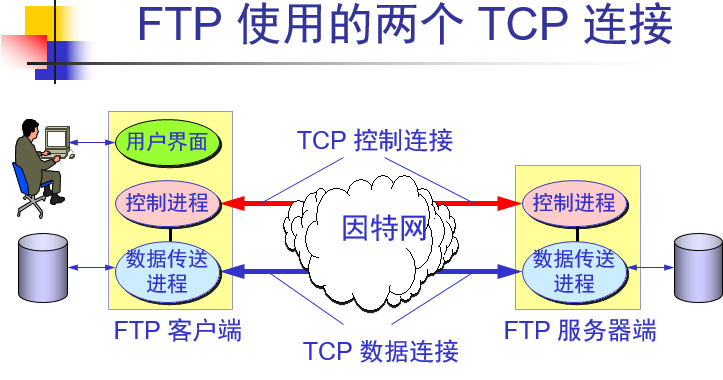 FTP 使用的两个 TCP 连接
用户界面
TCP 控制连接
控制进程
控制进程
因特网
数据传送
进程
数据传送
进程
FTP 客户端
FTP 服务器端
TCP 数据连接